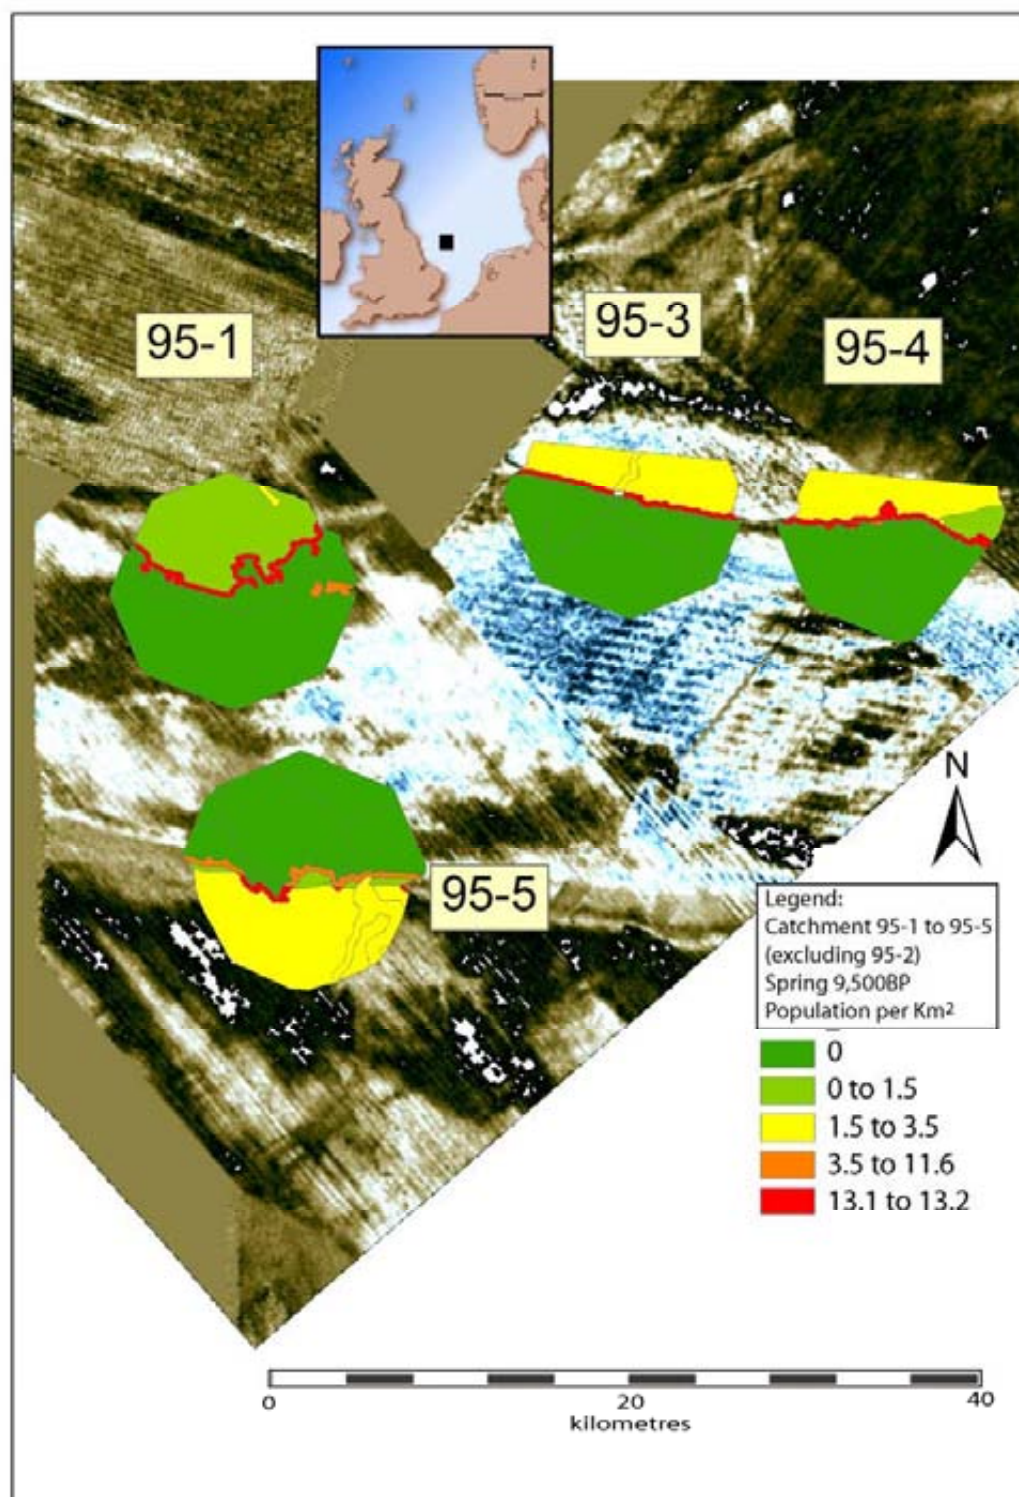 95-1
95-3
95-4
95-5
N
Legend:
Catchment 95-1 to 95-5
(excluding 95-2)
Spring 9,500BP
Population per Km²
0
0 to 1.5
1.5 to 3.5
3.5 to 11.6
13.1 to 13.2
0 20 40
kilometres